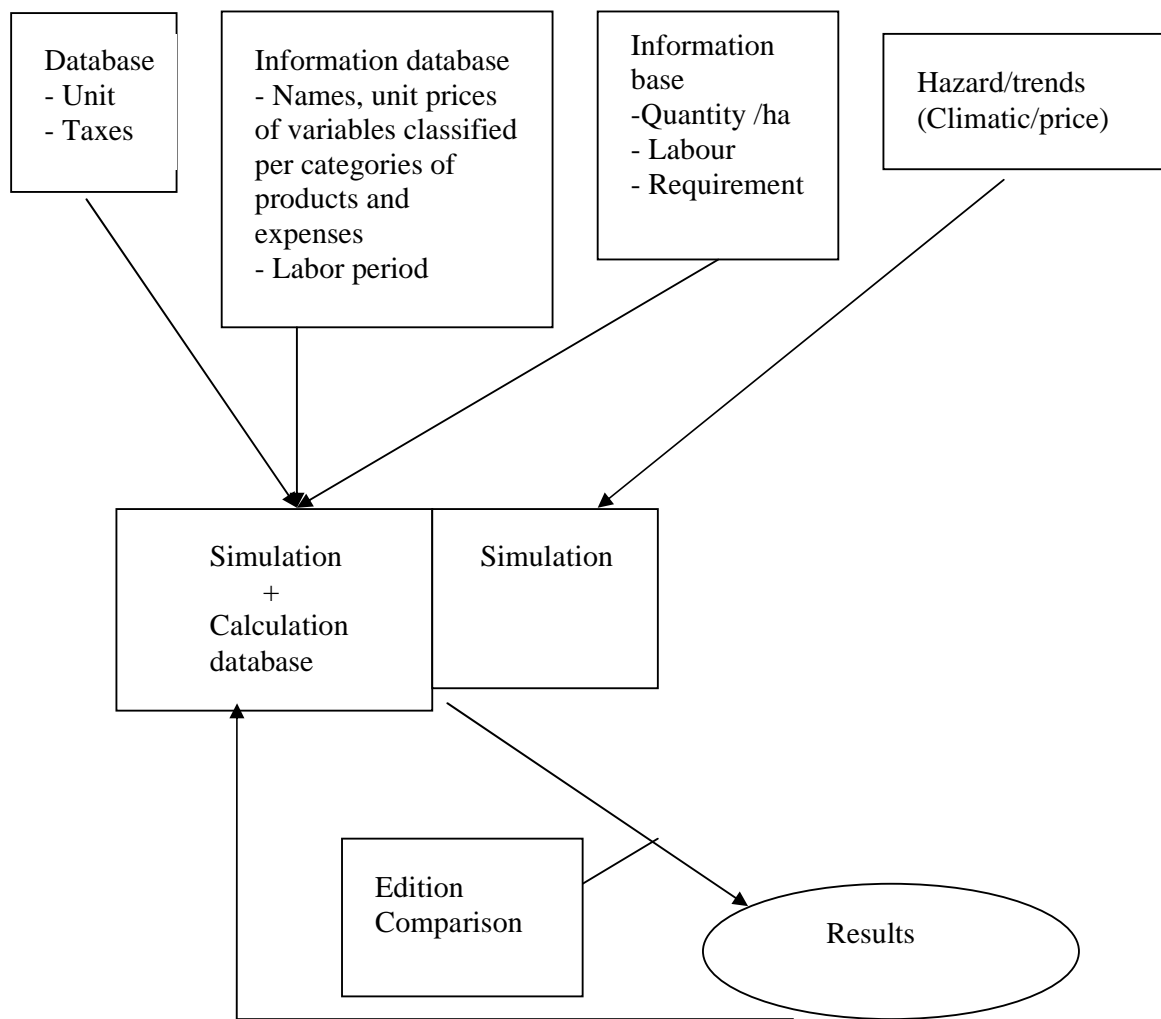 Database
- Unit
- Taxes
Information database
- Names, unit prices
of variables classified
per categories of
products and
expenses
- Labor period
Information
base
-Quantity /ha
- Labour
- Requirement
Hazard/trends
(Climatic/price)
Simulation
+
Calculation
database
Simulation
Edition
Comparison
Results